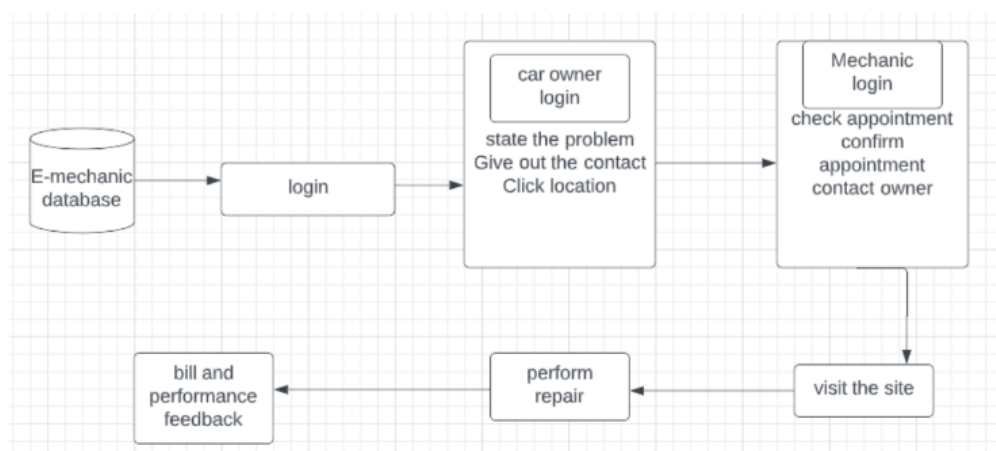 E-mechanic
database
login
car owner
login
state the problem
Give out the contact
Click location
Mechanic
login
check appointment
confirm
appointment
contact owner
visit the site
perform
repair
bill and
performance
feedback